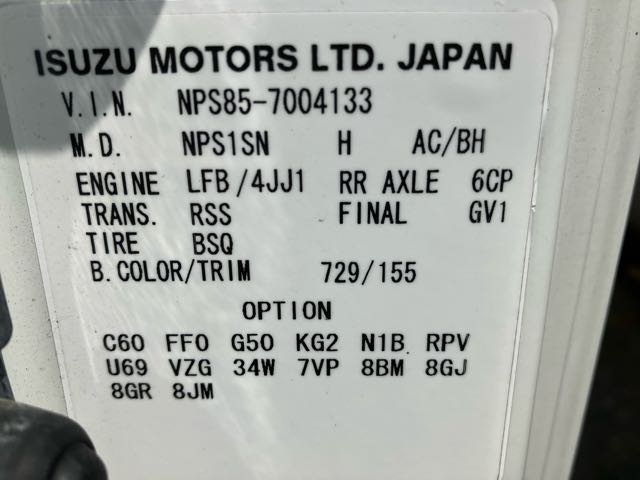 ISUZU MOTORS LTD. JAPAN
V.I.N. NPS85-7004133
M.D. NPS1SN H AC/BH
ENGINE LFB/4JJ1 RR AXLE 6CP
TRANS. RSS FINAL GV1
TIRE BSQ
B.COLOR/TRIM 729/155
OPTION
C60 FF0 G50 KG2 N1B RPV
U69 VZG 34W 7VP 8BM 8GJ
8GR 8JM